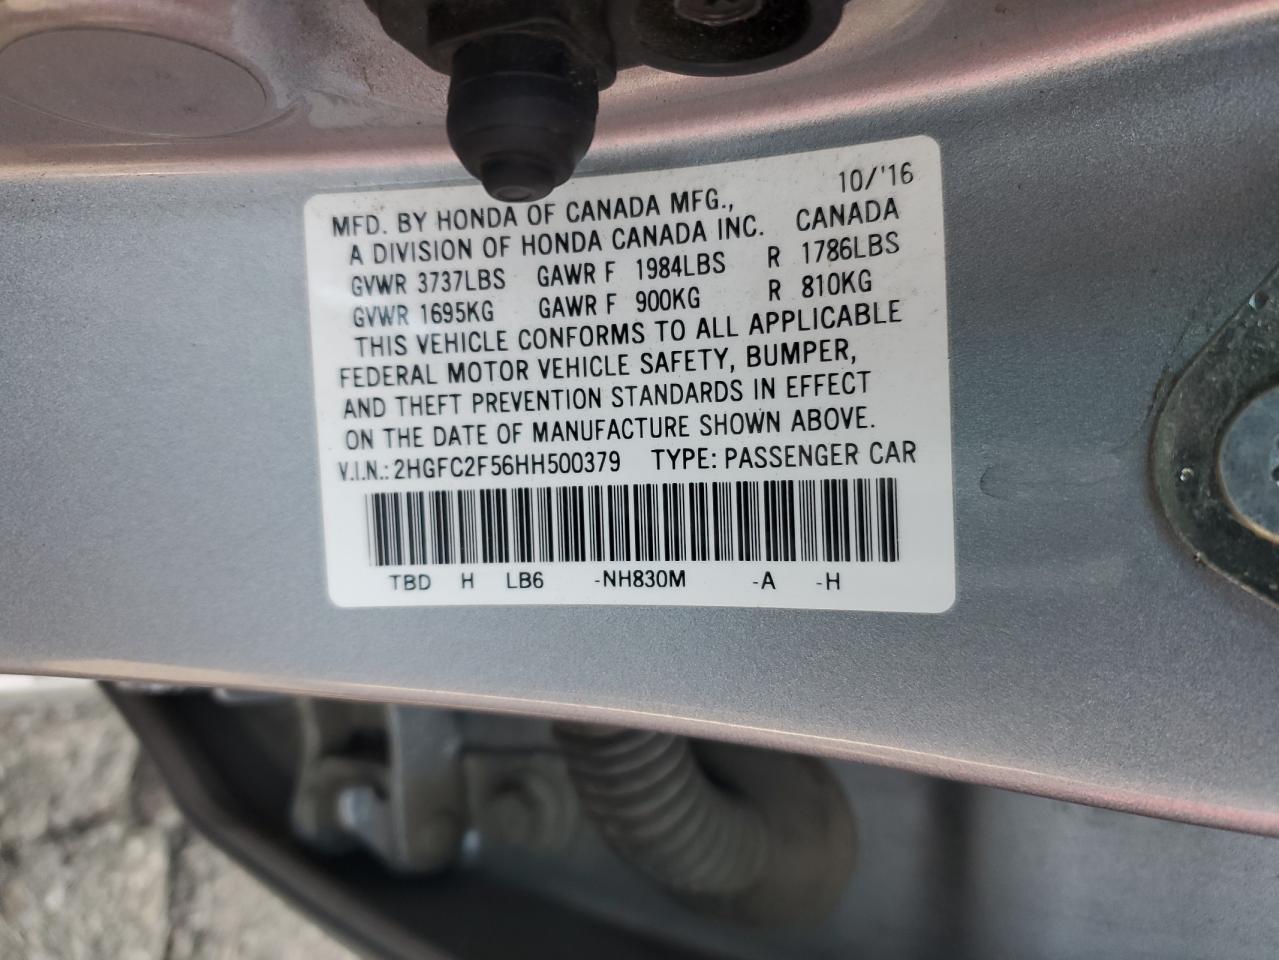 10/'16
MFD. BY HONDA OF CANADA MFG.,
A DIVISION OF HONDA CANADA INC. CANADA
GVWR 3737LBS GAWR F 1984LBS R 1786LBS
GVWR 1695KG GAWR F 900KG R 810KG
THIS VEHICLE CONFORMS TO ALL APPLICABLE
FEDERAL MOTOR VEHICLE SAFETY, BUMPER,
AND THEFT PREVENTION STANDARDS IN EFFECT
ON THE DATE OF MANUFACTURE SHOWN ABOVE.
V.I.N.: 2HGFC2F56HH500379 TYPE: PASSENGER CAR
TBD H LB6 -NH830M -A -H